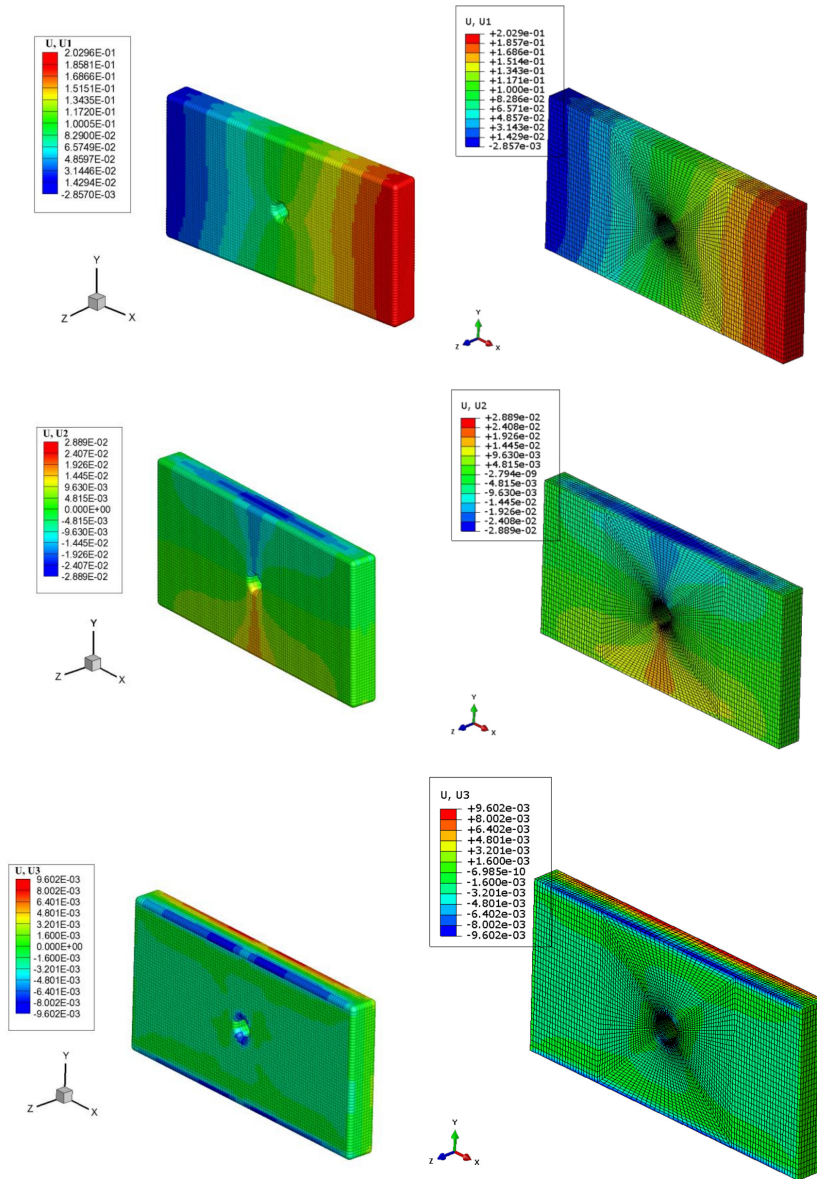 U, U1
2.0296E-01
1.8581E-01
1.6866E-01
1.5151E-01
1.3435E-01
1.1720E-01
1.0005E-01
8.2900E-02
6.5749E-02
4.8597E-02
3.1446E-02
1.4294E-02
-2.8570E-03
Y
Z
X
U, U1
+2.029e-01
+1.857e-01
+1.686e-01
+1.514e-01
+1.343e-01
+1.171e-01
+1.000e-01
+8.286e-02
+6.571e-02
+4.857e-02
+3.143e-02
+1.429e-02
-2.857e-03
Y
Z
X
U, U2
2.889E-02
2.407E-02
1.926E-02
1.445E-02
9.630E-03
4.815E-03
0.000E+00
-4.815E-03
-9.630E-03
-1.445E-02
-1.926E-02
-2.407E-02
-2.889E-02
Y
Z
X
U, U2
+2.889e-02
+2.408e-02
+1.926e-02
+1.445e-02
+9.630e-03
+4.815e-03
-2.794e-09
-4.815e-03
-9.630e-03
-1.445e-02
-1.926e-02
-2.408e-02
-2.889e-02
Y
Z
X
U, U3
9.602E-03
8.002E-03
6.401E-03
4.801E-03
3.201E-03
1.600E-03
0.000E+00
-1.600E-03
-3.201E-03
-4.801E-03
-6.401E-03
-8.002E-03
-9.602E-03
Y
Z
X
U, U3
+9.602e-03
+8.002e-03
+6.402e-03
+4.801e-03
+3.201e-03
+1.600e-03
-6.985e-10
-1.600e-03
-3.201e-03
-4.801e-03
-6.402e-03
-8.002e-03
-9.602e-03
Y
Z
X